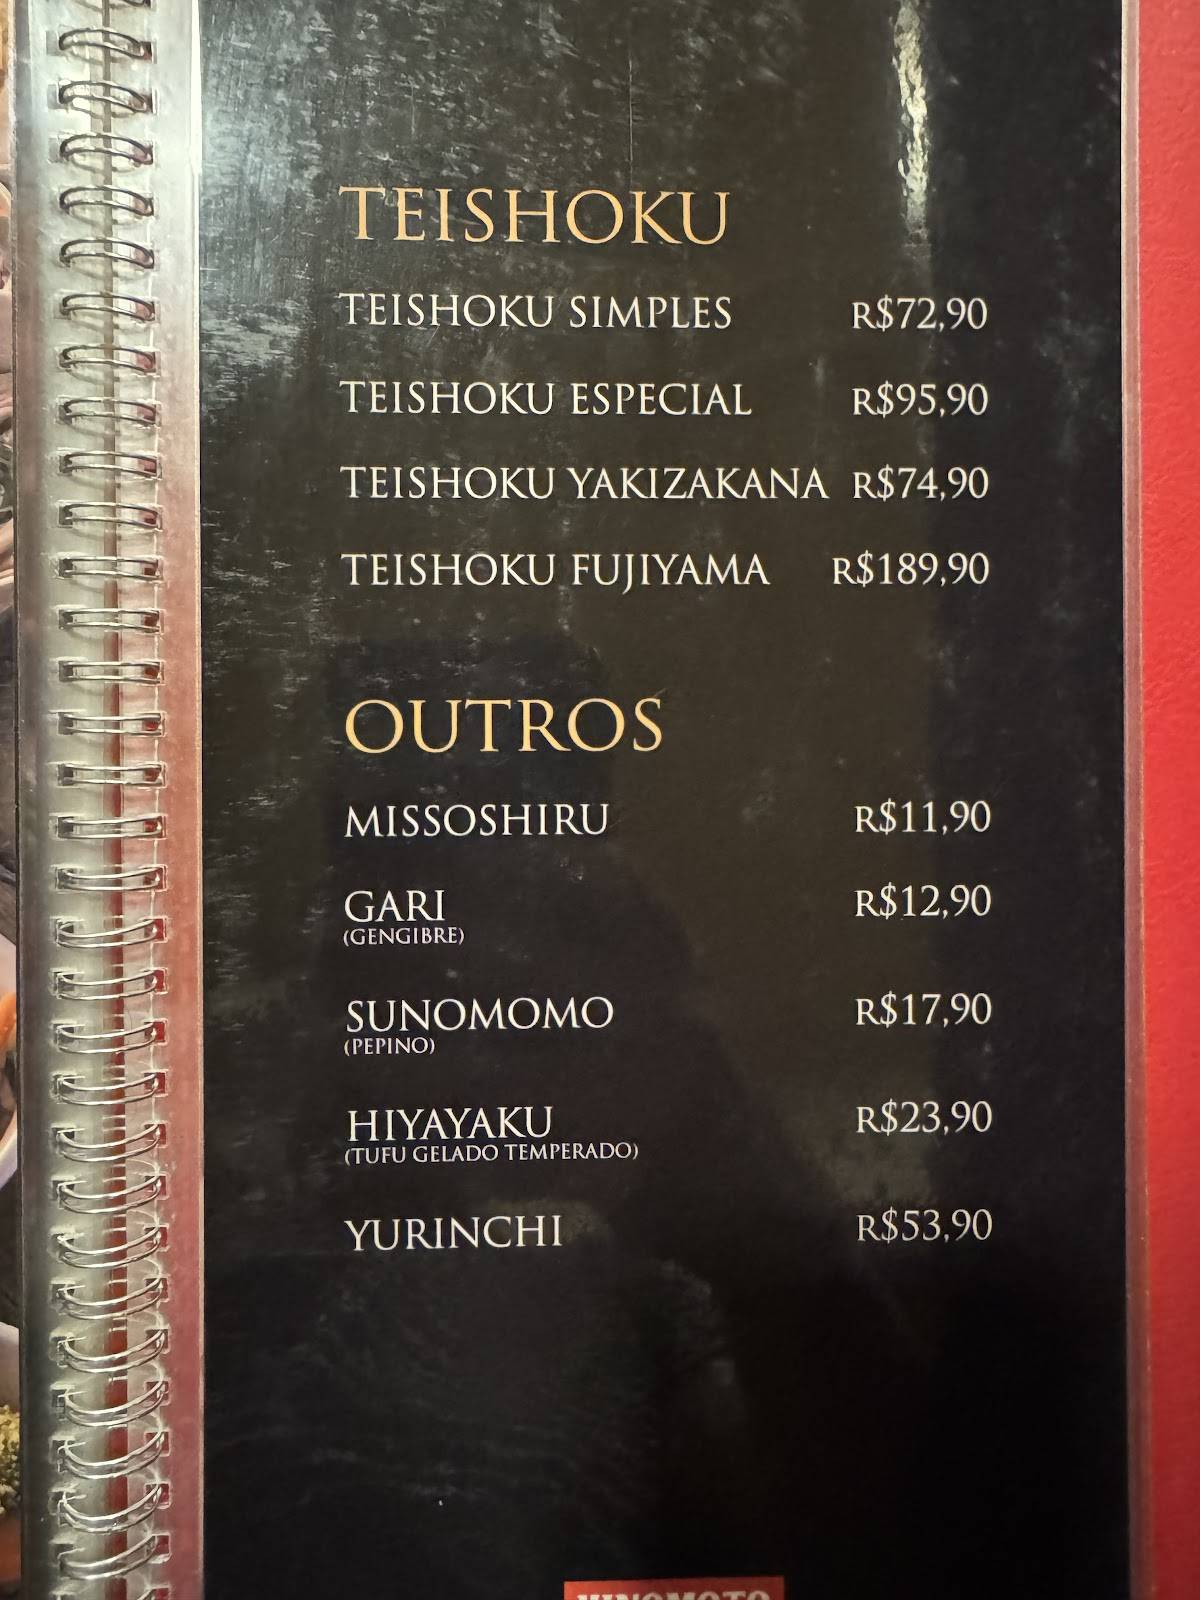 TEISHOKU
TEISHOKU SIMPLES R$72,90
TEISHOKU ESPECIAL R$95,90
TEISHOKU YAKIZAKANA R$74,90
TEISHOKU FUJIYAMA R$189,90
OUTROS
MISSOSHIRU R$11,90
GARI R$12,90
(GENGIBRE)
SUNOMOMO R$17,90
(PEPINO)
HIYAYAKU R$23,90
(TUFU GELADO TEMPERADO)
YURINCHI R$53,90